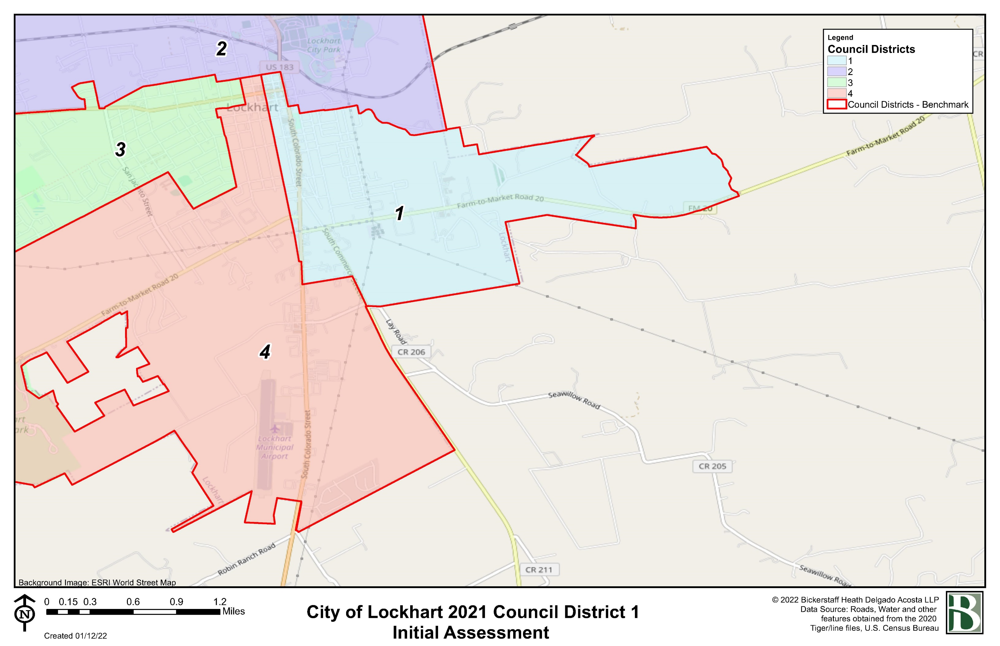 Legend
Council Districts
1
2
3
4
Council Districts - Benchmark
CR
2
Lockhart
City Park
US 183
Lockhart
3
San Jacinto Street
South Colorado Street
Farm-to-Market Road 20
Farm-to-Market Road 20
FM 20
1
South Commerce Street
Lockhart
Farm-to-Market Road 20
4
Lay Road
CR 206
Seawillow Road
Lockhart
Municipal
Airport
South Colorado Street
CR 205
Lockhart
Robin Ranch Road
CR 211
Seawillow Road
art
ark
Background Image: ESRI World Street Map
N
0 0.15 0.3 0.6 0.9 1.2
Miles
Created 01/12/22
City of Lockhart 2021 Council District 1
Initial Assessment
© 2022 Bickerstaff Heath Delgado Acosta LLP
Data Source: Roads, Water and other
features obtained from the 2020
Tiger/line files, U.S. Census Bureau
B